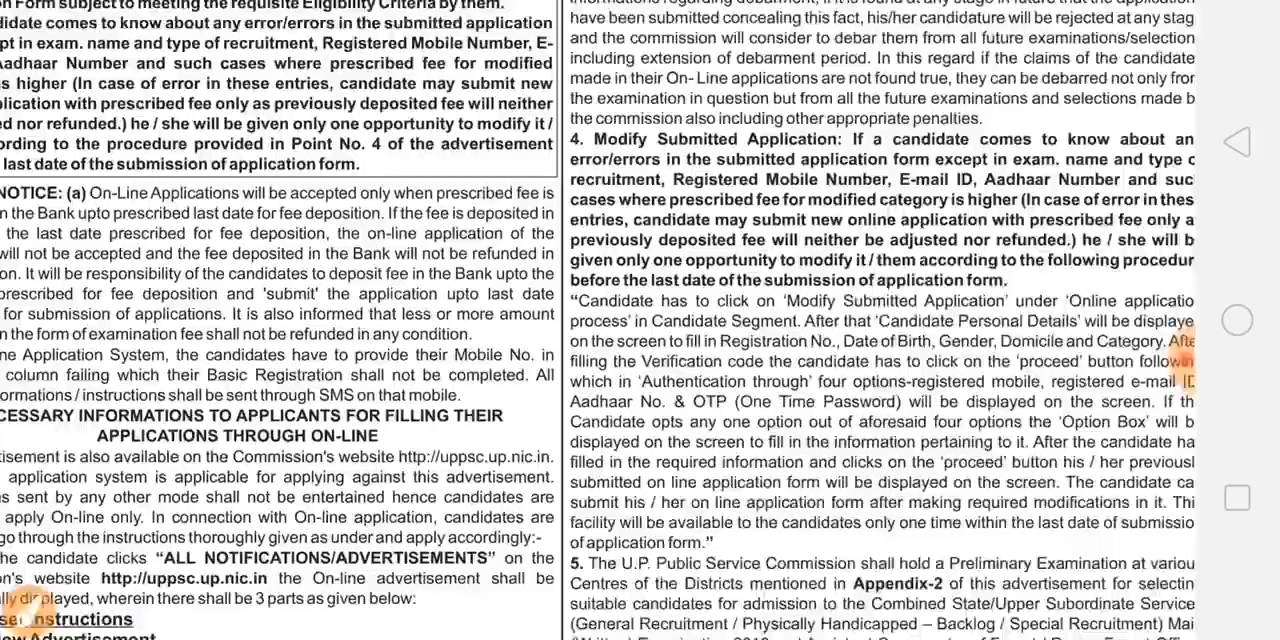 on Form subject to meeting the requisite Eligibility Criteria by them.
didate comes to know about any error/errors in the submitted application
pt in exam. name and type of recruitment, Registered Mobile Number, E-
Aadhaar Number and such cases where prescribed fee for modified
s higher (In case of error in these entries, candidate may submit new
plication with prescribed fee only as previously deposited fee will neither
ed nor refunded.) he / she will be given only one opportunity to modify it /
ording to the procedure provided in Point No. 4 of the advertisement
last date of the submission of application form.
NOTICE: (a) On-Line Applications will be accepted only when prescribed fee is
n the Bank upto prescribed last date for fee deposition. If the fee is deposited in
the last date prescribed for fee deposition, the on-line application of the
will not be accepted and the fee deposited in the Bank will not be refunded in
on. It will be responsibility of the candidates to deposit fee in the Bank upto the
prescribed for fee deposition and 'submit' the application upto last date
for submission of applications. It is also informed that less or more amount
n the form of examination fee shall not be refunded in any condition.
ne Application System, the candidates have to provide their Mobile No. in
column failing which their Basic Registration shall not be completed. All
ormations / instructions shall be sent through SMS on that mobile.
CESSARY INFORMATIONS TO APPLICANTS FOR FILLING THEIR
APPLICATIONS THROUGH ON-LINE
tisement is also available on the Commission's website http://uppsc.up.nic.in.
application system is applicable for applying against this advertisement.
s sent by any other mode shall not be entertained hence candidates are
apply On-line only. In connection with On-line application, candidates are
go through the instructions thoroughly given as under and apply accordingly:-
he candidate clicks “ALL NOTIFICATIONS/ADVERTISEMENTS” on the
on's website http://uppsc.up.nic.in the On-line advertisement shall be
displayed, wherein there shall be 3 parts as given below:
Instructions
Advertisement
informations regarding debarment, if it is found at any stage in future that the application
have been submitted concealing this fact, his/her candidature will be rejected at any stag
and the commission will consider to debar them from all future examinations/selection
including extension of debarment period. In this regard if the claims of the candidate
made in their On- Line applications are not found true, they can be debarred not only fror
the examination in question but from all the future examinations and selections made b
the commission also including other appropriate penalties.
4. Modify Submitted Application: If a candidate comes to know about an
error/errors in the submitted application form except in exam. name and type c
recruitment, Registered Mobile Number, E-mail ID, Aadhaar Number and suc
cases where prescribed fee for modified category is higher (In case of error in thes
entries, candidate may submit new online application with prescribed fee only a
previously deposited fee will neither be adjusted nor refunded.) he / she will b
given only one opportunity to modify it / them according to the following procedur
before the last date of the submission of application form.
“Candidate has to click on ‘Modify Submitted Application’ under ‘Online applicatio
process’ in Candidate Segment. After that ‘Candidate Personal Details’ will be displaye
on the screen to fill in Registration No., Date of Birth, Gender, Domicile and Category. Afte
filling the Verification code the candidate has to click on the ‘proceed’ button followin
which in ‘Authentication through’ four options-registered mobile, registered e-mail ID
Aadhaar No. & OTP (One Time Password) will be displayed on the screen. If th
Candidate opts any one option out of aforesaid four options the ‘Option Box’ will b
displayed on the screen to fill in the information pertaining to it. After the candidate ha
filled in the required information and clicks on the ‘proceed’ button his / her previousl
submitted on line application form will be displayed on the screen. The candidate ca
submit his / her on line application form after making required modifications in it. Thi
facility will be available to the candidates only one time within the last date of submissio
of application form.”
5. The U.P. Public Service Commission shall hold a Preliminary Examination at variou
Centres of the Districts mentioned in Appendix-2 of this advertisement for selectin
suitable candidates for admission to the Combined State/Upper Subordinate Service
(General Recruitment / Physically Handicapped – Backlog / Special Recruitment) Mai